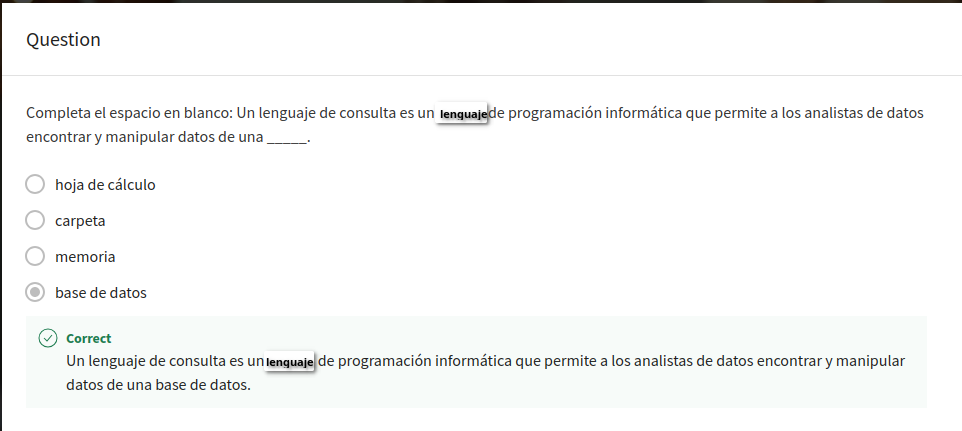 Question
Completa el espacio en blanco: Un lenguaje de consulta es un lenguaje de programación informática que permite a los analistas de datos
encontrar y manipular datos de una _____.
hoja de cálculo
carpeta
memoria
base de datos
Correct
Un lenguaje de consulta es un lenguaje de programación informática que permite a los analistas de datos encontrar y manipular
datos de una base de datos.